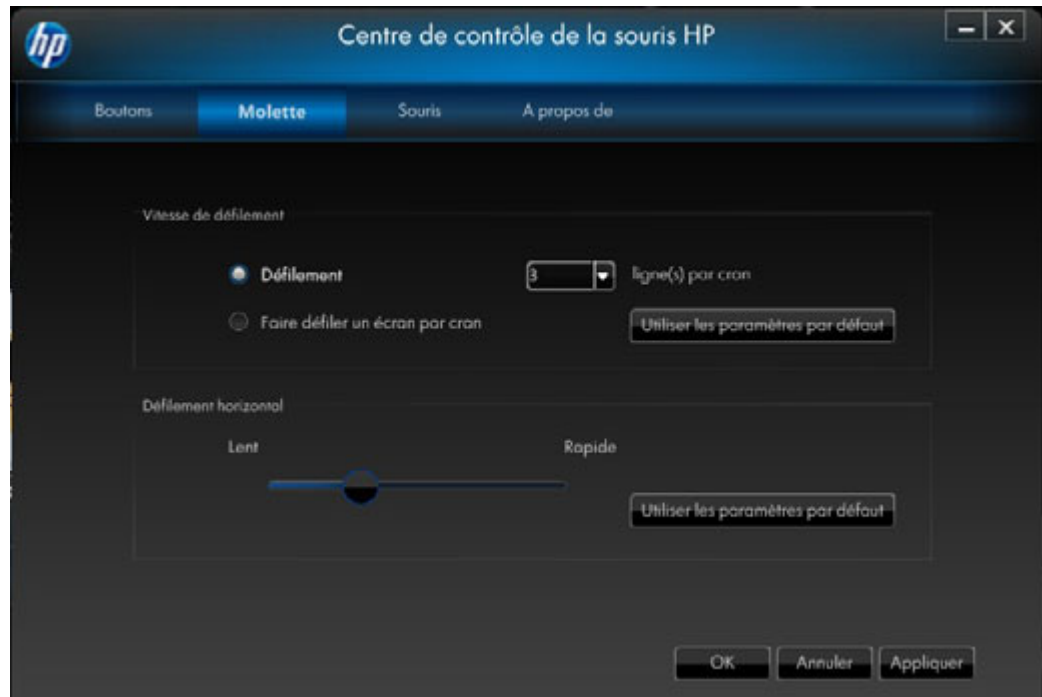 hp
Centre de contrôle de la souris HP
Boutons Molette Souris A propos de
Vitesse de défilement
Défilement 3 ligne(s) par cran
Faire défiler un écran par cran Utiliser les paramètres par défaut
Défilement horizontal
Lent Rapide
Utiliser les paramètres par défaut
OK Annuler Appliquer